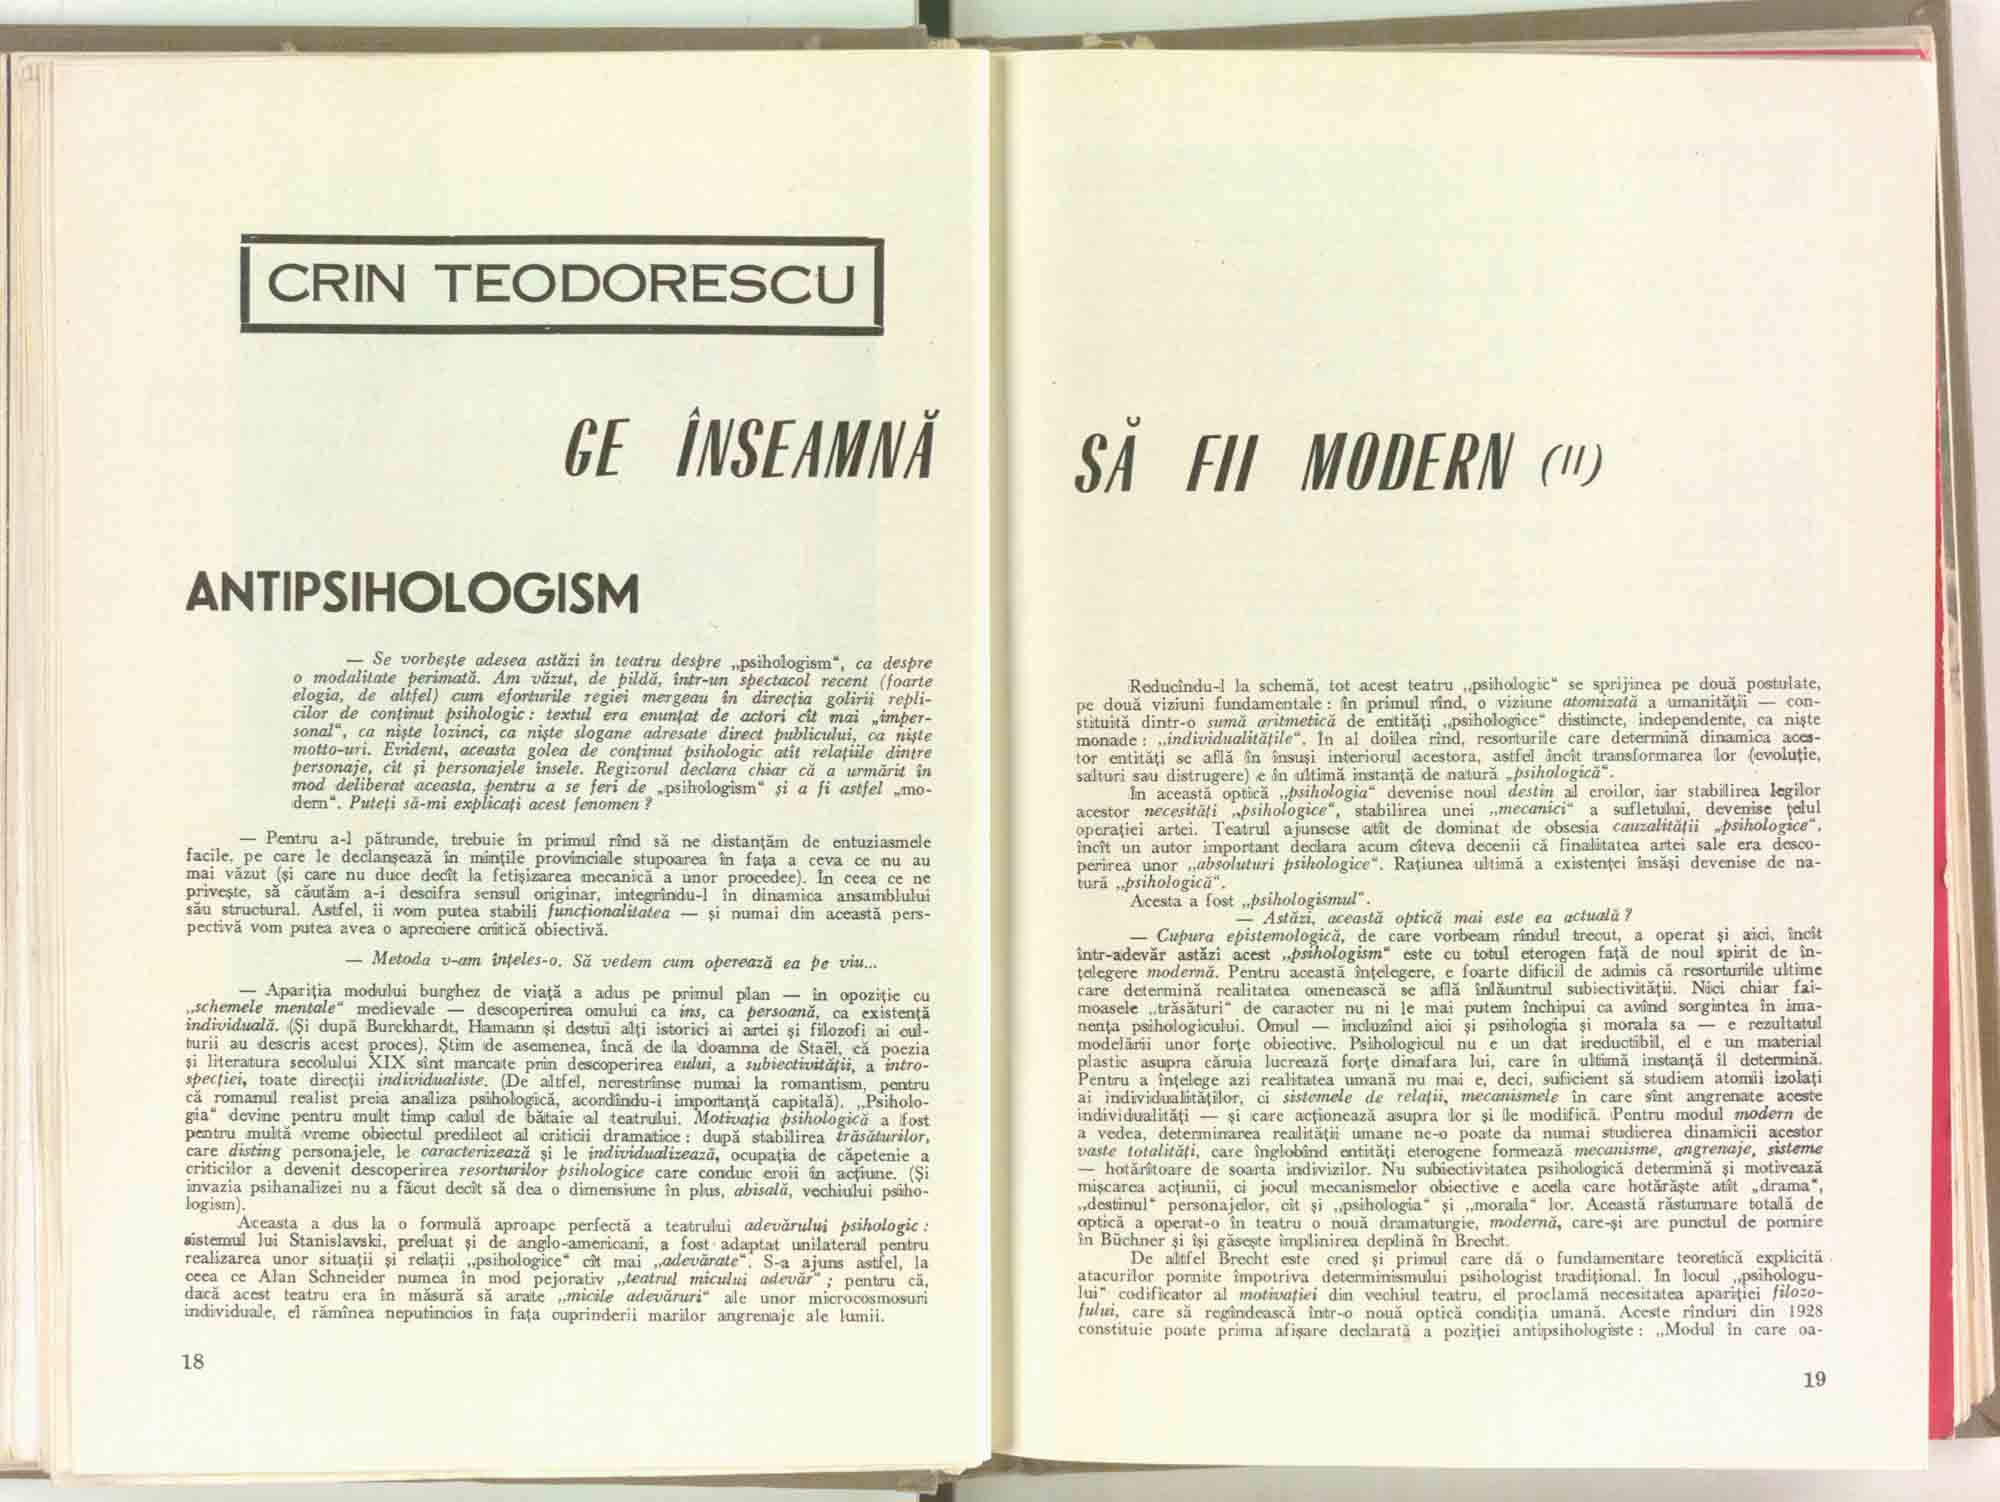 CRIN TEODORESCU
CE ÎNSEAMNĂ
ANTIPSIHOLOGISM
— Se vorbește adesea astăzi în teatru despre „psihologism“, ca despre
o modalitate perimată. Am văzut, de pildă, într-un spectacol recent (foarte
elogia, de altfel) cum eforturile regiei mergeau în direcția golirii repli-
cilor de conținut psihologic : textul era enunțat de actori cît mai „imper-
sonal“, ca niște lozinci, ca niște slogane adresate direct publicului, ca niște
motto-uri. Evident, aceasta golea de conținut psihologic atît relațiile dintre
personaje, cît și personajele însele. Regizorul declara chiar că a urmărit în
mod deliberat aceasta, pentru a se feri de „psihologism“ și a fi astfel „mo-
dern“. Puteți să-mi explicați acest fenomen ?
— Pentru a-l pătrunde, trebuie în primul rînd să ne distanțăm de entuziasmele
facile, pe care le declanșează în mințile provinciale stupoarea în fața a ceva ce nu au
mai văzut (și care nu duce decît la fetișizarea mecanică a unor procedee). În ceea ce ne
privește, să căutăm a-i descifra sensul originar, integrîndu-l în dinamica ansamblului
său structural. Astfel, îi vom putea stabili funcționalitatea — și numai din această pers-
pectivă vom putea avea o apreciere critică obiectivă.
— Metoda v-am înțeles-o. Să vedem cum operează ea pe viu...
— Apariția modului burghez de viață a adus pe primul plan — în opoziție cu
„schemele mentale“ medievale — descoperirea omului ca ins, ca persoană, ca existență
individuală. (Și după Burckhardt, Hamann și destui alți istorici ai artei și filozofi ai cul-
turii au descris acest proces). Știm de asemenea, încă de la doamna de Staël, că poezia
și literatura secolului XIX sînt marcate prin descoperirea eului, a subiectivității, a intro-
specției, toate direcții individualiste. (De altfel, nerestrînse numai la romantism, pentru
că romanul realist preia analiza psihologică, acordîndu-i importanță capitală). „Psiholo-
gia“ devine pentru mult timp calul de bătaie al teatrului. Motivația psihologică a fost
pentru multă vreme obiectul predilect al criticii dramatice : după stabilirea trăsăturilor,
care disting personajele, le caracterizează și le individualizează, ocupația de căpetenie a
criticilor a devenit descoperirea resorturilor psihologice care conduc eroii în acțiune. (Și
invazia psihanalizei nu a făcut decît să dea o dimensiune în plus, abisală, vechiului psiho-
logism).
Aceasta a dus la o formulă aproape perfectă a teatrului adevărului psihologic :
sistemul lui Stanislavski, preluat și de anglo-americani, a fost adaptat unilateral pentru
realizarea unor situații și relații „psihologice“ cît mai „adevărate“. S-a ajuns astfel, la
ceea ce Alan Schneider numea în mod pejorativ „teatrul micului adevăr“ ; pentru că,
dacă acest teatru era în măsură să arate „micile adevăruri“ ale unor microcosmosuri
individuale, el rămînea neputincios în fața cuprinderii marilor angrenaje ale lumii.
18
SĂ FII MODERN (II)
Reducîndu-l la schemă, tot acest teatru „psihologic“ se sprijinea pe două postulate,
pe două viziuni fundamentale : în primul rînd, o viziune atomizată a umanității — con-
stituită dintr-o sumă aritmetică de entități „psihologice“ distincte, independente, ca niște
monade : „individualitățile“. În al doilea rînd, resorturile care determină dinamica aces-
tor entități se află în însuși interiorul acestora, astfel încît transformarea lor (evoluție,
salturi sau distrugere) e în ultimă instanță de natură „psihologică“.
În această optică „psihologia“ devenise noul destin al eroilor, iar stabilirea legilor
acestor necesități „psihologice“, stabilirea unei „mecanici“ a sufletului, devenise țelul
operației artei. Teatrul ajunsese atît de dominat de obsesia cauzalității „psihologice“,
încît un autor important declara acum cîteva decenii că finalitatea artei sale era desco-
perirea unor „absoluturi psihologice“. Rațiunea ultimă a existenței însăși devenise de na-
tură „psihologică“.
Acesta a fost „psihologismul“.
— Astăzi, această optică mai este ea actuală ?
— Cupura epistemologică, de care vorbeam rîndul trecut, a operat și aici, încît
într-adevăr astăzi acest „psihologism“ este cu totul eterogen față de noul spirit de în-
țelegere modernă. Pentru această înțelegere, e foarte dificil de admis că resorturile ultime
care determină realitatea omenească se află înlăuntrul subiectivității. Nici chiar fai-
moasele „trăsături“ de caracter nu ni le mai putem închipui ca avînd sorgintea în ima-
nența psihologicului. Omul — incluzînd aici și psihologia și morala sa — e rezultatul
modelării unor forțe obiective. Psihologicul nu e un dat ireductibil, el e un material
plastic asupra căruia lucrează forțe dinafara lui, care în ultimă instanță îl determină.
Pentru a înțelege azi realitatea umană nu mai e, deci, suficient să studiem atomii izolați
ai individualităților, ci sistemele de relații, mecanismele în care sînt angrenate aceste
individualități — și care acționează asupra lor și le modifică. Pentru modul modern de
a vedea, determinarea realității umane ne-o poate da numai studierea dinamicii acestor
vaste totalități, care înglobînd entități eterogene formează mecanisme, angrenaje, sisteme
— hotărîtoare de soarta indivizilor. Nu subiectivitatea psihologică determină și motivează
mișcarea acțiunii, ci jocul mecanismelor obiective e acela care hotărăște atît „drama“,
„destinul“ personajelor, cît și „psihologia“ și „morala“ lor. Această răsturnare totală de
optică a operat-o în teatru o nouă dramaturgie, modernă, care-și are punctul de pornire
în Büchner și își găsește împlinirea deplină în Brecht.
De altfel Brecht este cred și primul care dă o fundamentare teoretică explicită
atacurilor pornite împotriva determinismului psihologist tradițional. În locul „psihologu-
lui“ codificator al motivației din vechiul teatru, el proclamă necesitatea apariției filozo-
fului, care să regîndească într-o nouă optică condiția umană. Aceste rînduri din 1928
constituie poate prima afișare declarată a poziției antipsihologiste : „Modul în care oa-
19